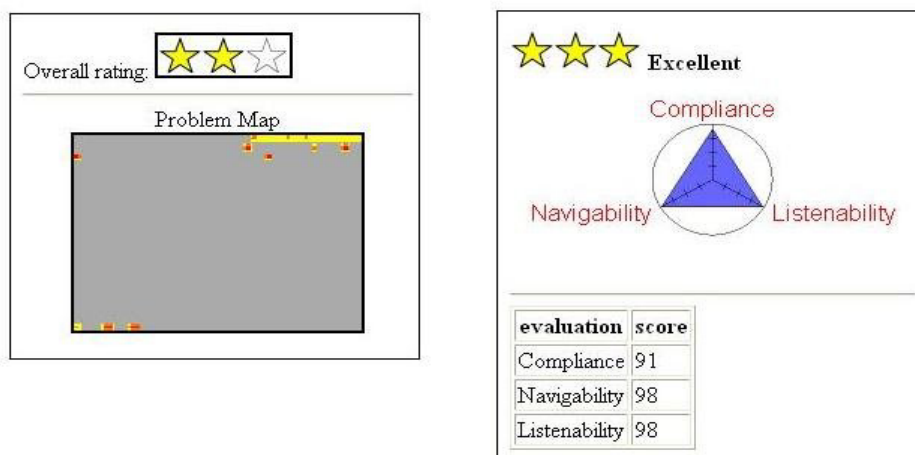 Overall rating:
Problem Map
Excellent
Compliance
Navigability
Listenability
evaluation score
Compliance 91
Navigability 98
Listenability 98